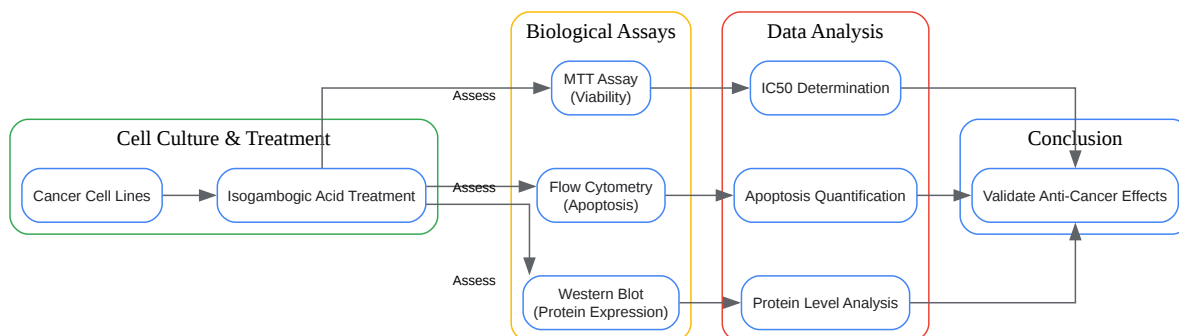 Biological Assays
Data Analysis
MTT Assay
(Viability)
IC50 Determination
Assess
Cell Culture & Treatment
Conclusion
Cancer Cell Lines
Isogambogic Acid Treatment
Assess
Flow Cytometry
(Apoptosis)
Apoptosis Quantification
Validate Anti-Cancer Effects
Assess
Western Blot
(Protein Expression)
Protein Level Analysis